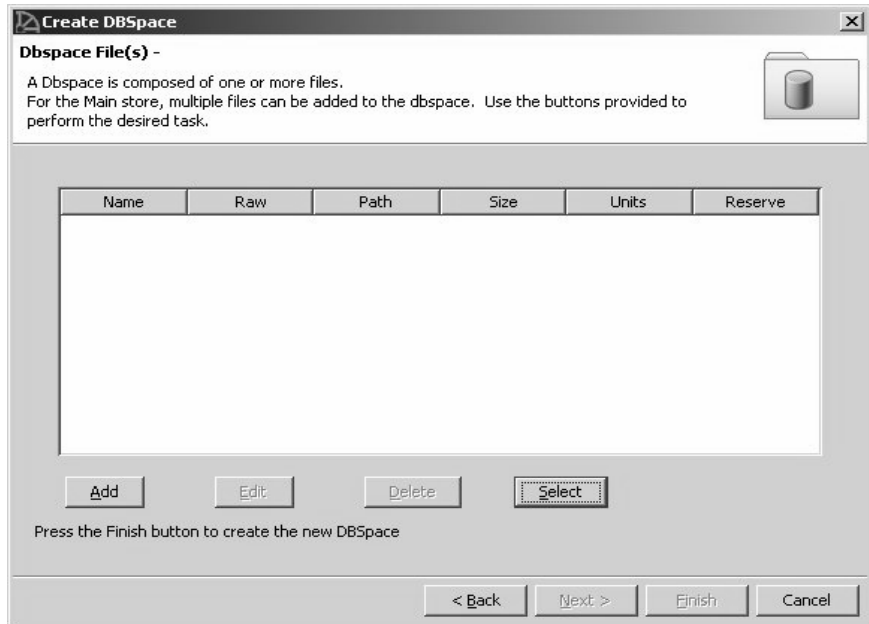 Create DBSpace
Dbspace File(s) -
A Dbspace is composed of one or more files.
For the Main store, multiple files can be added to the dbspace. Use the buttons provided to
perform the desired task.
Name Raw Path Size Units Reserve
Add Edit Delete Select
Press the Finish button to create the new DBSpace
< Back Next > Finish Cancel